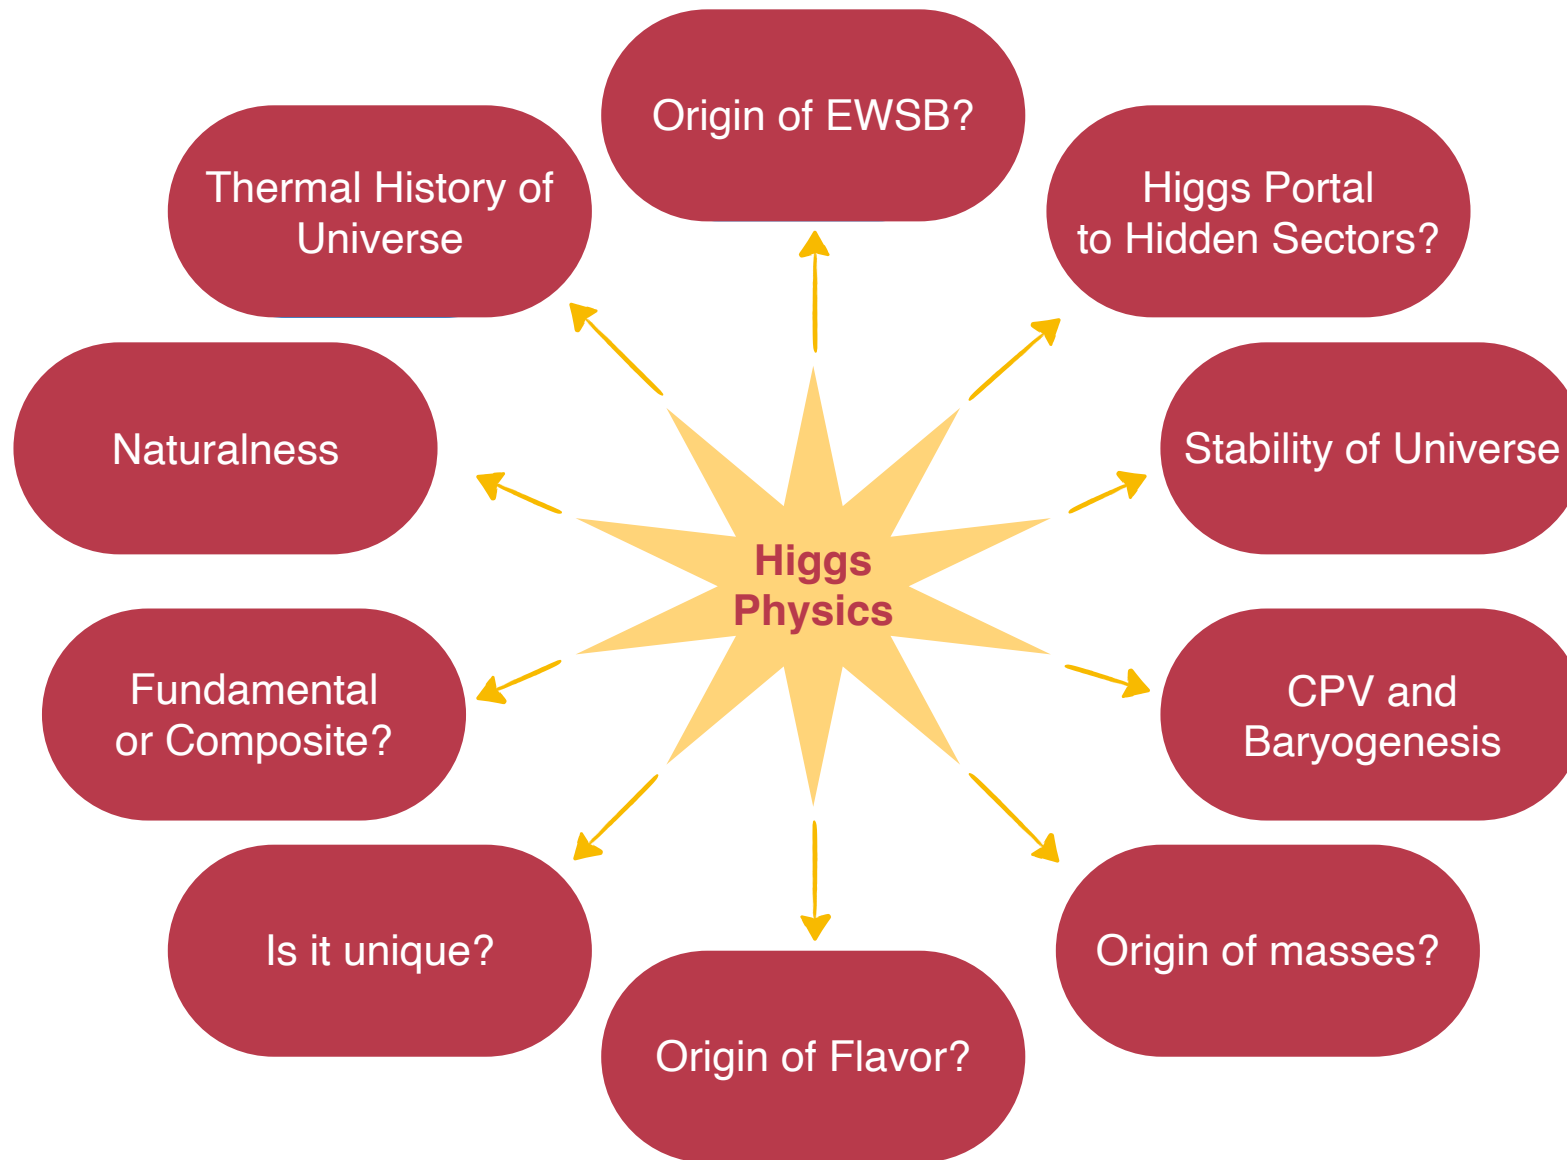 Origin of EWSB?
Thermal History of
Universe
Higgs Portal
to Hidden Sectors?
Naturalness
Stability of Universe
Higgs
Physics
Fundamental
or Composite?
CPV and
Baryogenesis
Is it unique?
Origin of masses?
Origin of Flavor?